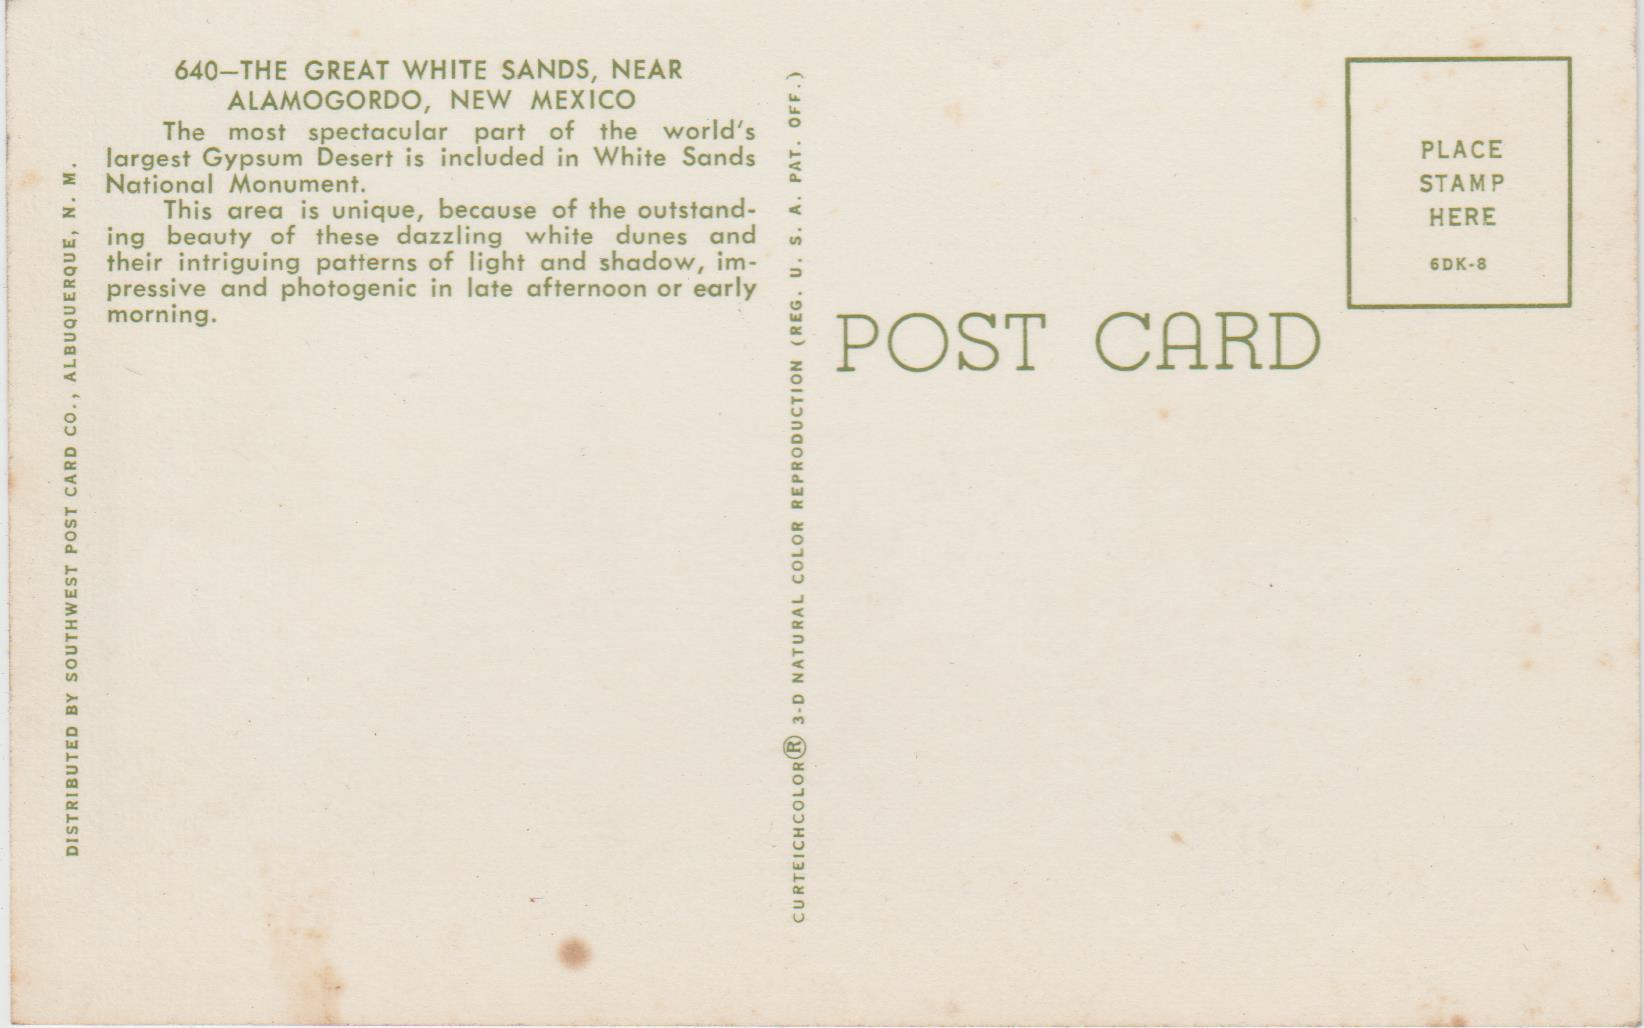 640—THE GREAT WHITE SANDS, NEAR
ALAMOGORDO, NEW MEXICO
The most spectacular part of the world's
largest Gypsum Desert is included in White Sands
National Monument.
This area is unique, because of the outstand-
ing beauty of these dazzling white dunes and
their intriguing patterns of light and shadow, im-
pressive and photogenic in late afternoon or early
morning.
DISTRIBUTED BY SOUTHWEST POST CARD CO., ALBUQUERQUE, N. M.
CURTEICHCOLOR® 3-D NATURAL COLOR REPRODUCTION (REG. U. S. A. PAT. OFF.)
POST CARD
PLACE
STAMP
HERE
6DK-8